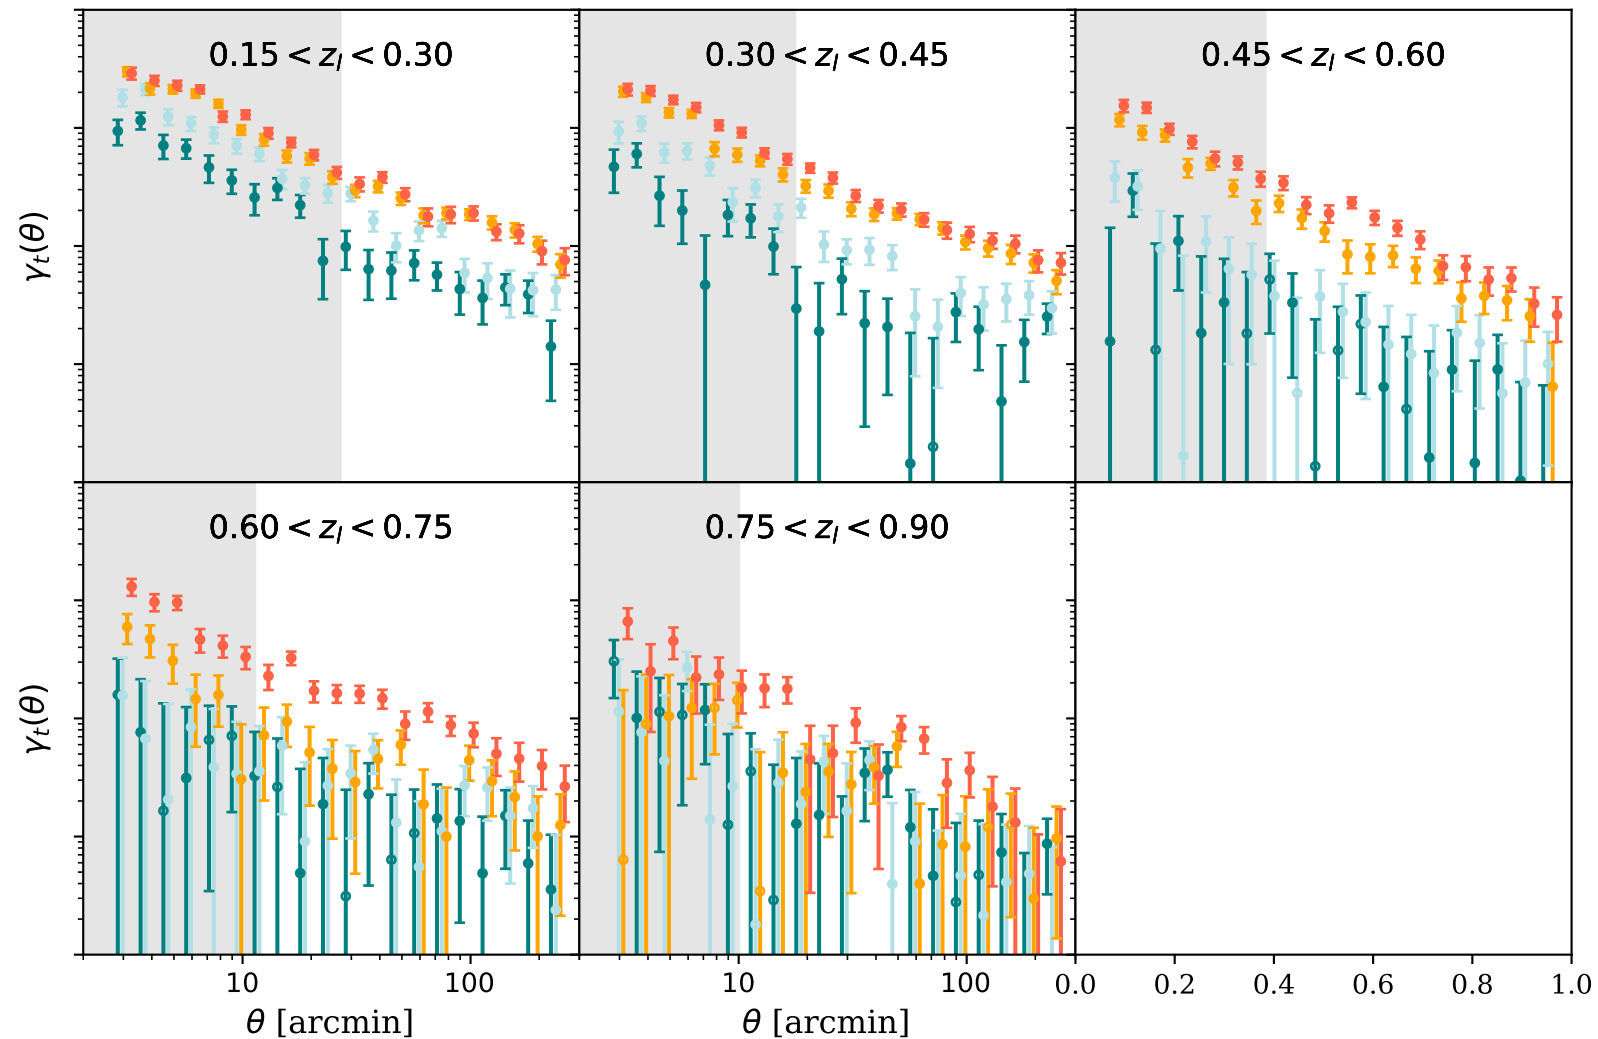 0.15 < z_l < 0.30
0.30 < z_l < 0.45
0.45 < z_l < 0.60
γ_t(θ)
0.60 < z_l < 0.75
0.75 < z_l < 0.90
γ_t(θ)
10 100 10 100 0.0 0.2 0.4 0.6 0.8 1.0
θ [arcmin] θ [arcmin]